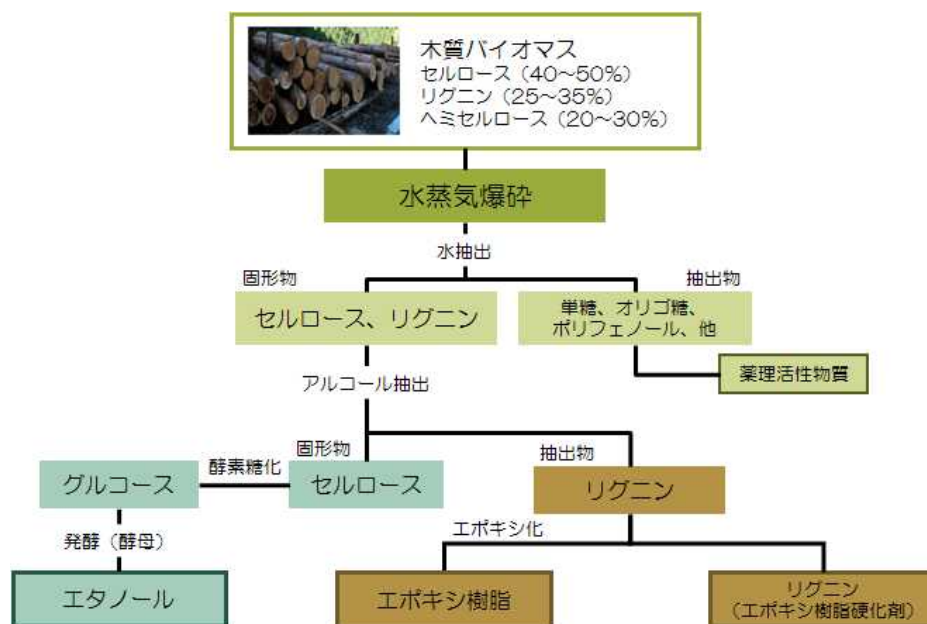 木質バイオマス
セルロース（40～50%）
リグニン（25～35%）
ヘミセルロース（20～30%）
水蒸気爆砕
水抽出
固形物
抽出物
セルロース、リグニン
単糖、オリゴ糖、
ポリフェノール、他
薬理活性物質
アルコール抽出
固形物
抽出物
酵素糖化
グルコース
セルロース
リグニン
発酵（酵母）
エポキシ化
エタノール
エポキシ樹脂
リグニン
（エポキシ樹脂硬化剤）